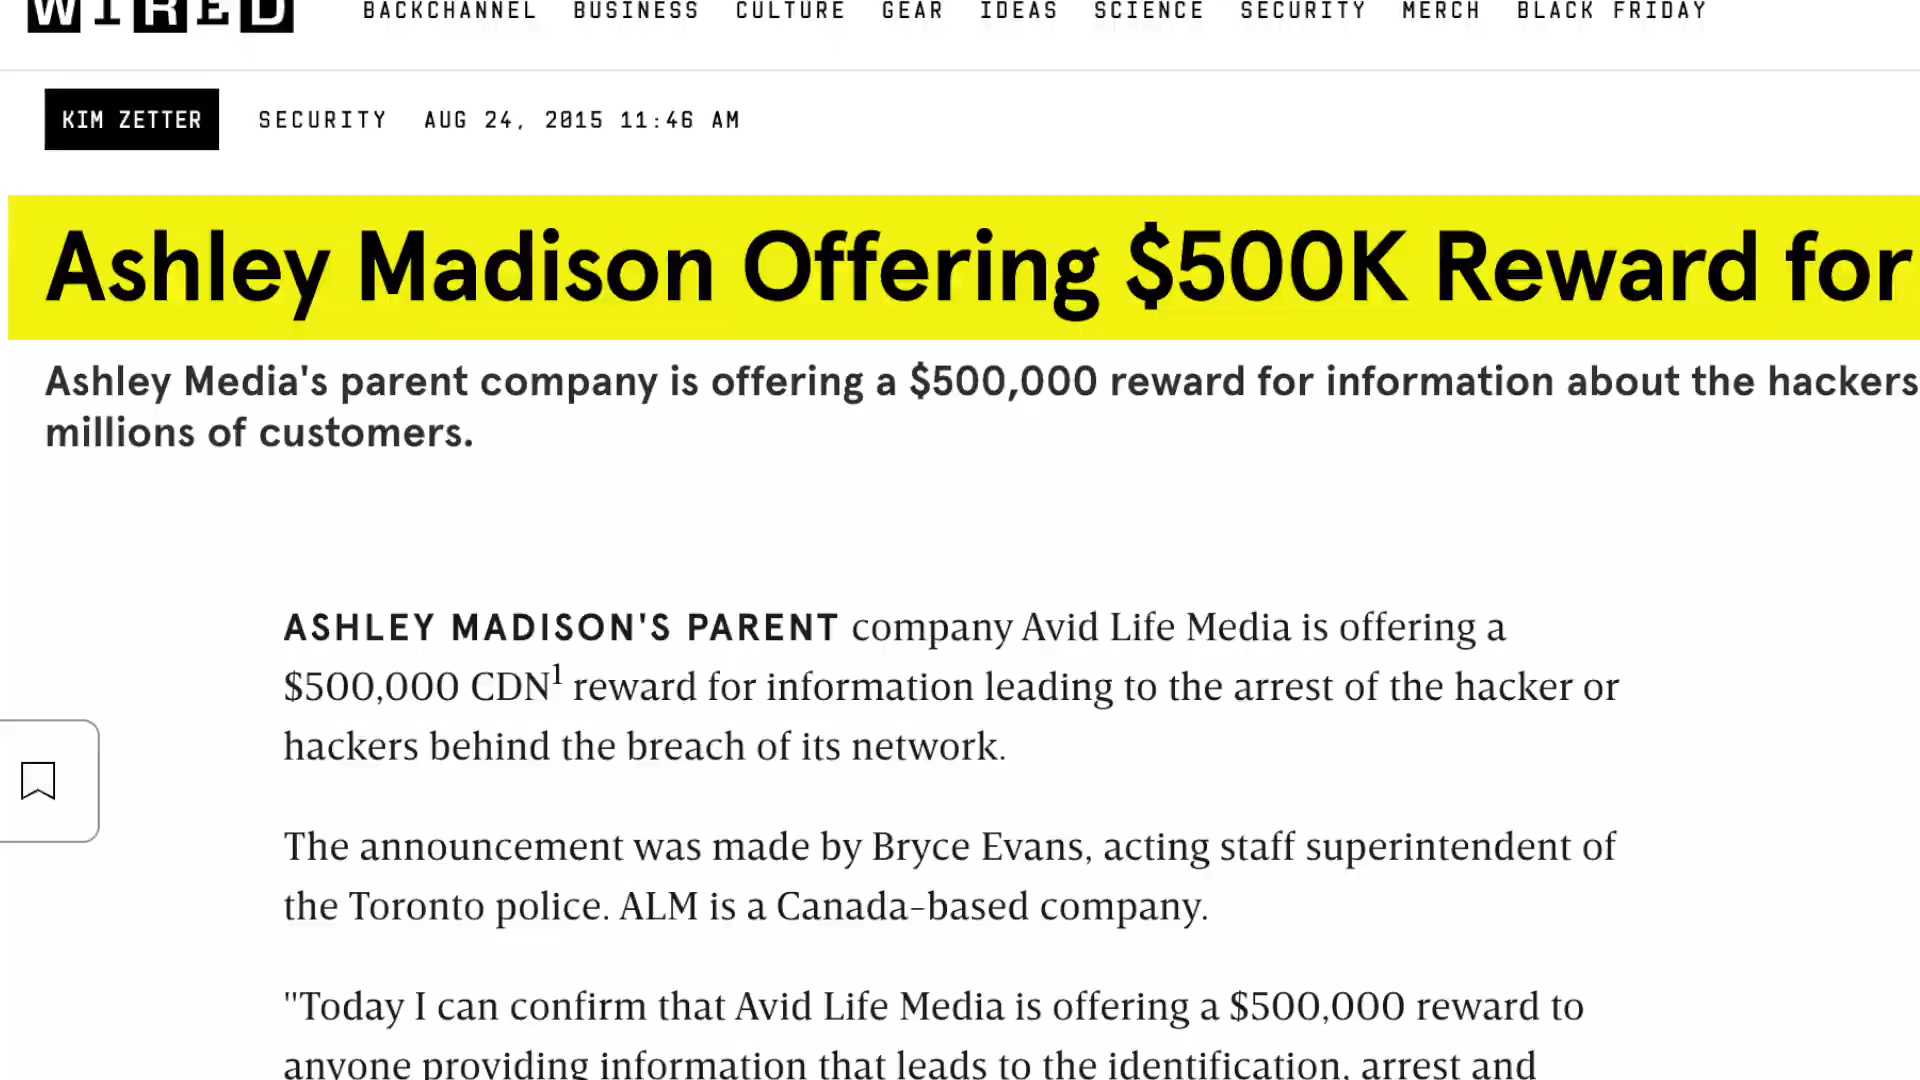 WIRED BACKCHANNEL BUSINESS CULTURE GEAR IDEAS SCIENCE SECURITY MERCH BLACK FRIDAY
KIM ZETTER SECURITY AUG 24, 2015 11:46 AM
Ashley Madison Offering $500K Reward for
Ashley Media's parent company is offering a $500,000 reward for information about the hackers
millions of customers.
ASHLEY MADISON'S PARENT company Avid Life Media is offering a
$500,000 CDN1 reward for information leading to the arrest of the hacker or
hackers behind the breach of its network.
The announcement was made by Bryce Evans, acting staff superintendent of
the Toronto police. ALM is a Canada-based company.
"Today I can confirm that Avid Life Media is offering a $500,000 reward to
anyone providing information that leads to the identification, arrest and